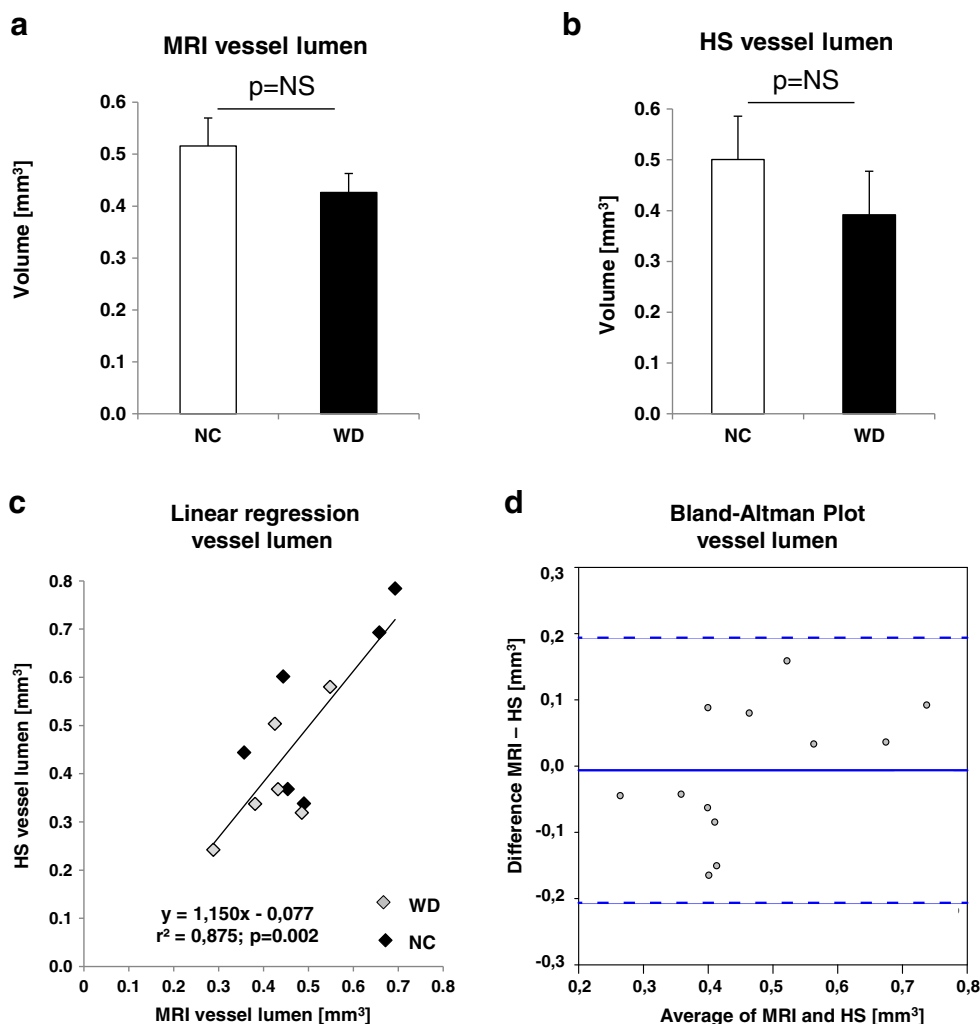 a
MRI vessel lumen
p=NS
Volume [mm³]
0.6
0.5
0.4
0.3
0.2
0.1
0.0
NC WD
b
HS vessel lumen
p=NS
Volume [mm³]
0.6
0.5
0.4
0.3
0.2
0.1
0.0
NC WD
c
Linear regression
vessel lumen
HS vessel lumen [mm³]
0.8
0.7
0.6
0.5
0.4
0.3
0.2
0.1
0.0
y = 1,150x - 0,077
r² = 0,875; p=0.002
WD
NC
0 0.1 0.2 0.3 0.4 0.5 0.6 0.7 0.8
MRI vessel lumen [mm³]
d
Bland-Altman Plot
vessel lumen
Difference MRI – HS [mm³]
0,3
0,2
0,1
0,0
-0,1
-0,2
-0,3
0,2 0,3 0,4 0,5 0,6 0,7 0,8
Average of MRI and HS [mm³]